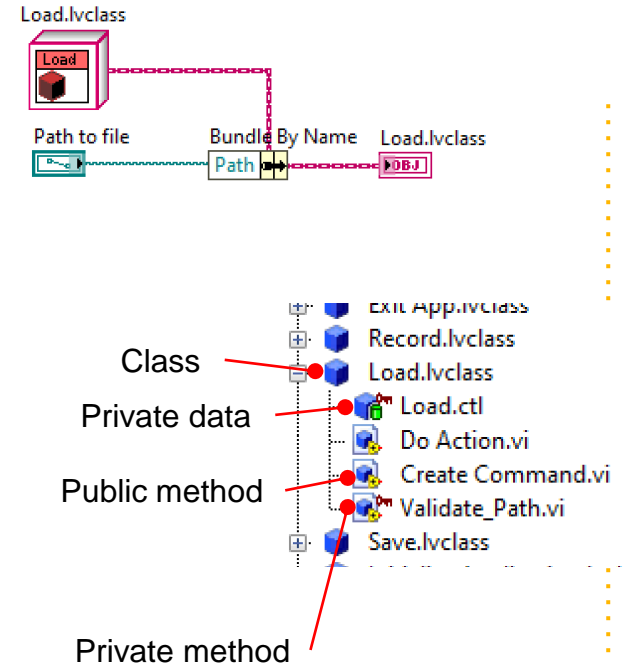 Load.lvclass
Load
Path to file
Bundle By Name
Load.lvclass
Path
OBJ
Exit App.lvclass
Record.lvclass
Class
Load.lvclass
Private data
Load.ctl
Do Action.vi
Public method
Create Command.vi
Validate_Path.vi
Save.lvclass
Private method